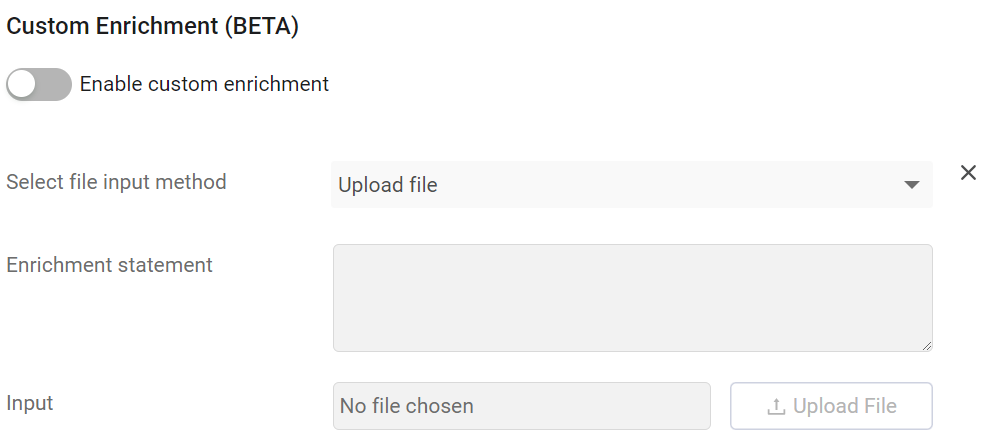 Custom Enrichment (BETA)
Enable custom enrichment
Select file input method
Upload file
Enrichment statement
Input
No file chosen
Upload File